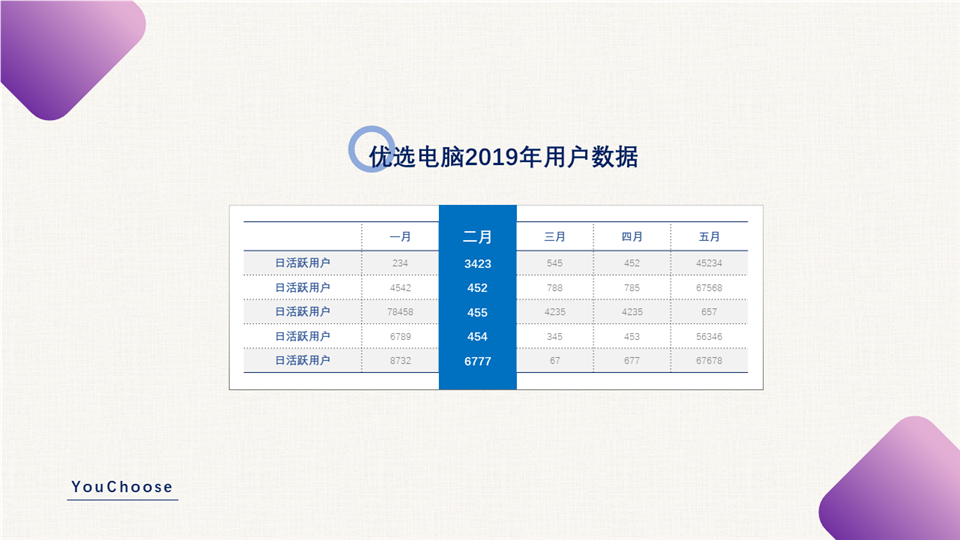 优选电脑2019年用户数据
一月 二月 三月 四月 五月
日活跃用户 234 3423 545 452 45234
日活跃用户 4542 452 788 785 67568
日活跃用户 78458 455 4235 4235 657
日活跃用户 6789 454 345 453 56346
日活跃用户 8732 6777 67 677 67678
YouChoose